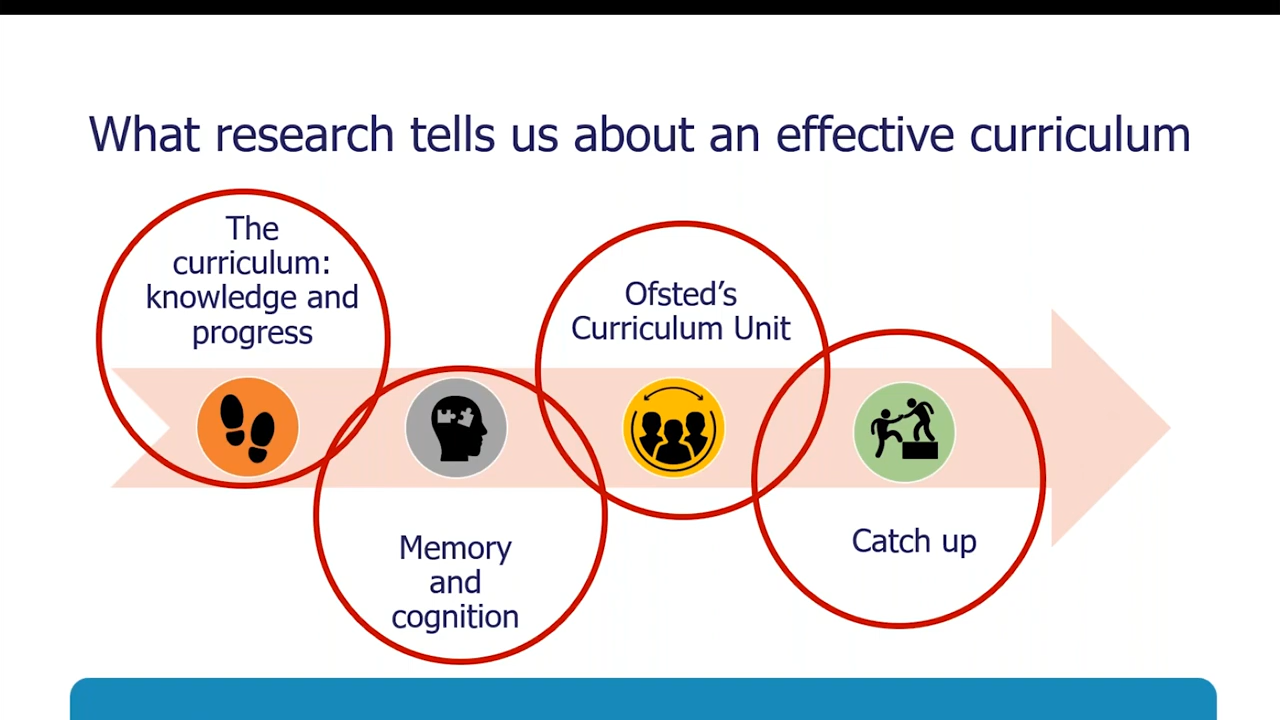 What research tells us about an effective curriculum
The
curriculum:
knowledge and
progress
Memory
and
cognition
Ofsted’s
Curriculum Unit
Catch up